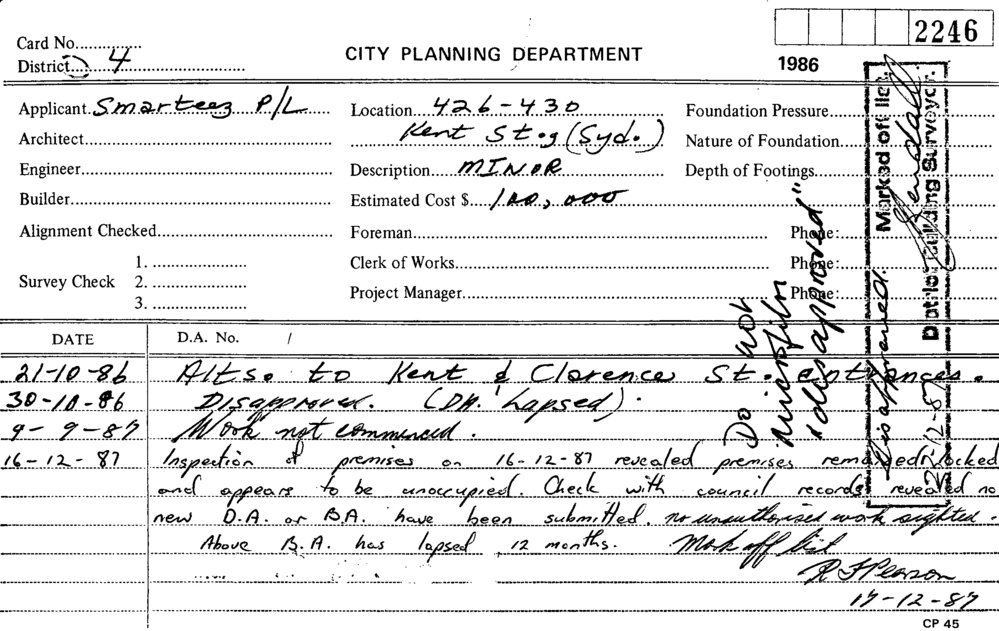 2246
Card No.
CITY PLANNING DEPARTMENT
District 4
1986
Applicant Smarteez P/L
Location 426-430
Foundation Pressure
Architect
Kent St., (Syd.)
Nature of Foundation
Engineer
Description MINOR
Depth of Footings
Builder
Estimated Cost $ 100,000
Alignment Checked
Foreman
Phone:
Survey Check
1.
2.
3.
Clerk of Works
Phone:
Project Manager
Phone:
Do not
microfilm
"disapproved"
Marked off list
Disapproved.
District Building Surveyor.
DATE
D.A. No. /
21-10-86 Alts. to Kent & Clarence St. entrances.
30-10-86 Disapproved. (DA. Lapsed).
9-9-87 Work not commenced.
16-12-87 Inspection of premises on 16-12-87 revealed premises remained locked
and appears to be unoccupied. Check with council records revealed no
new D.A. or B.A. have been submitted. no unauthorised work sighted.
Above B.A. has lapsed 12 months. Mark off list
R J Pearson
17-12-87
CP 45